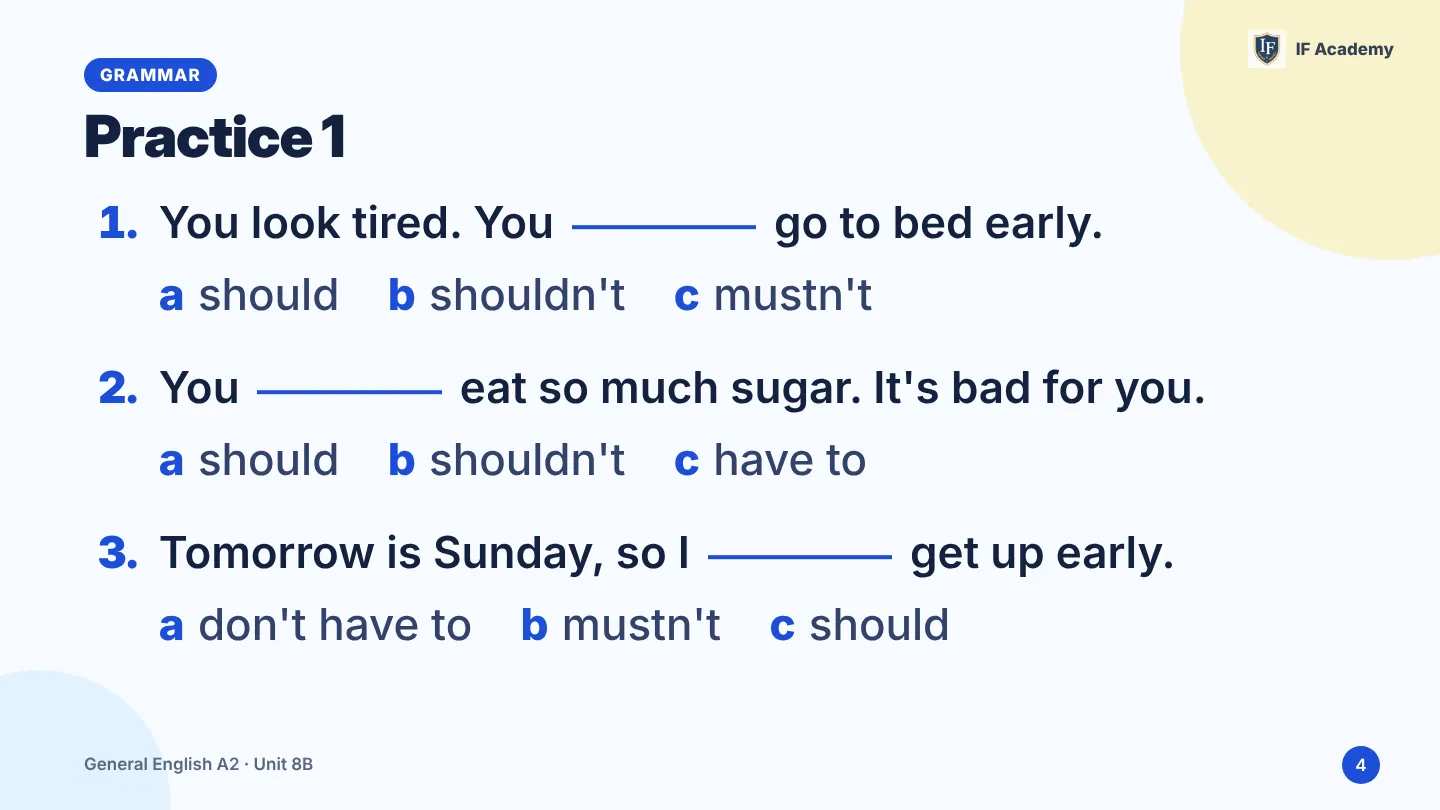 IF IF Academy
GRAMMAR
Practice 1
1. You look tired. You ________ go to bed early.
a should b shouldn't c mustn't
2. You ________ eat so much sugar. It's bad for you.
a should b shouldn't c have to
3. Tomorrow is Sunday, so I ________ get up early.
a don't have to b mustn't c should
General English A2 · Unit 8B
4